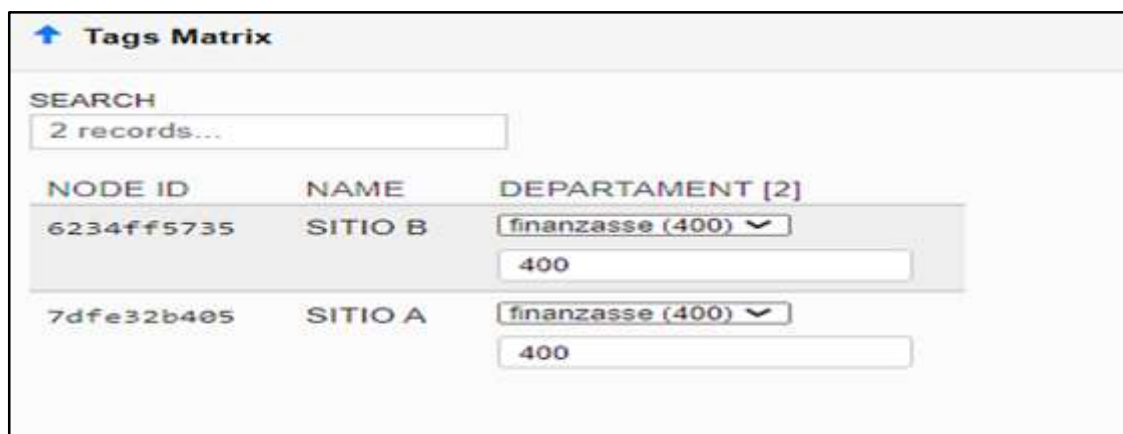 Tags Matrix
SEARCH
2 records...
NODE ID NAME DEPARTAMENT [2]
6234ff5735 SITIO B finanzasse (400)
400
7dfe32b405 SITIO A finanzasse (400)
400